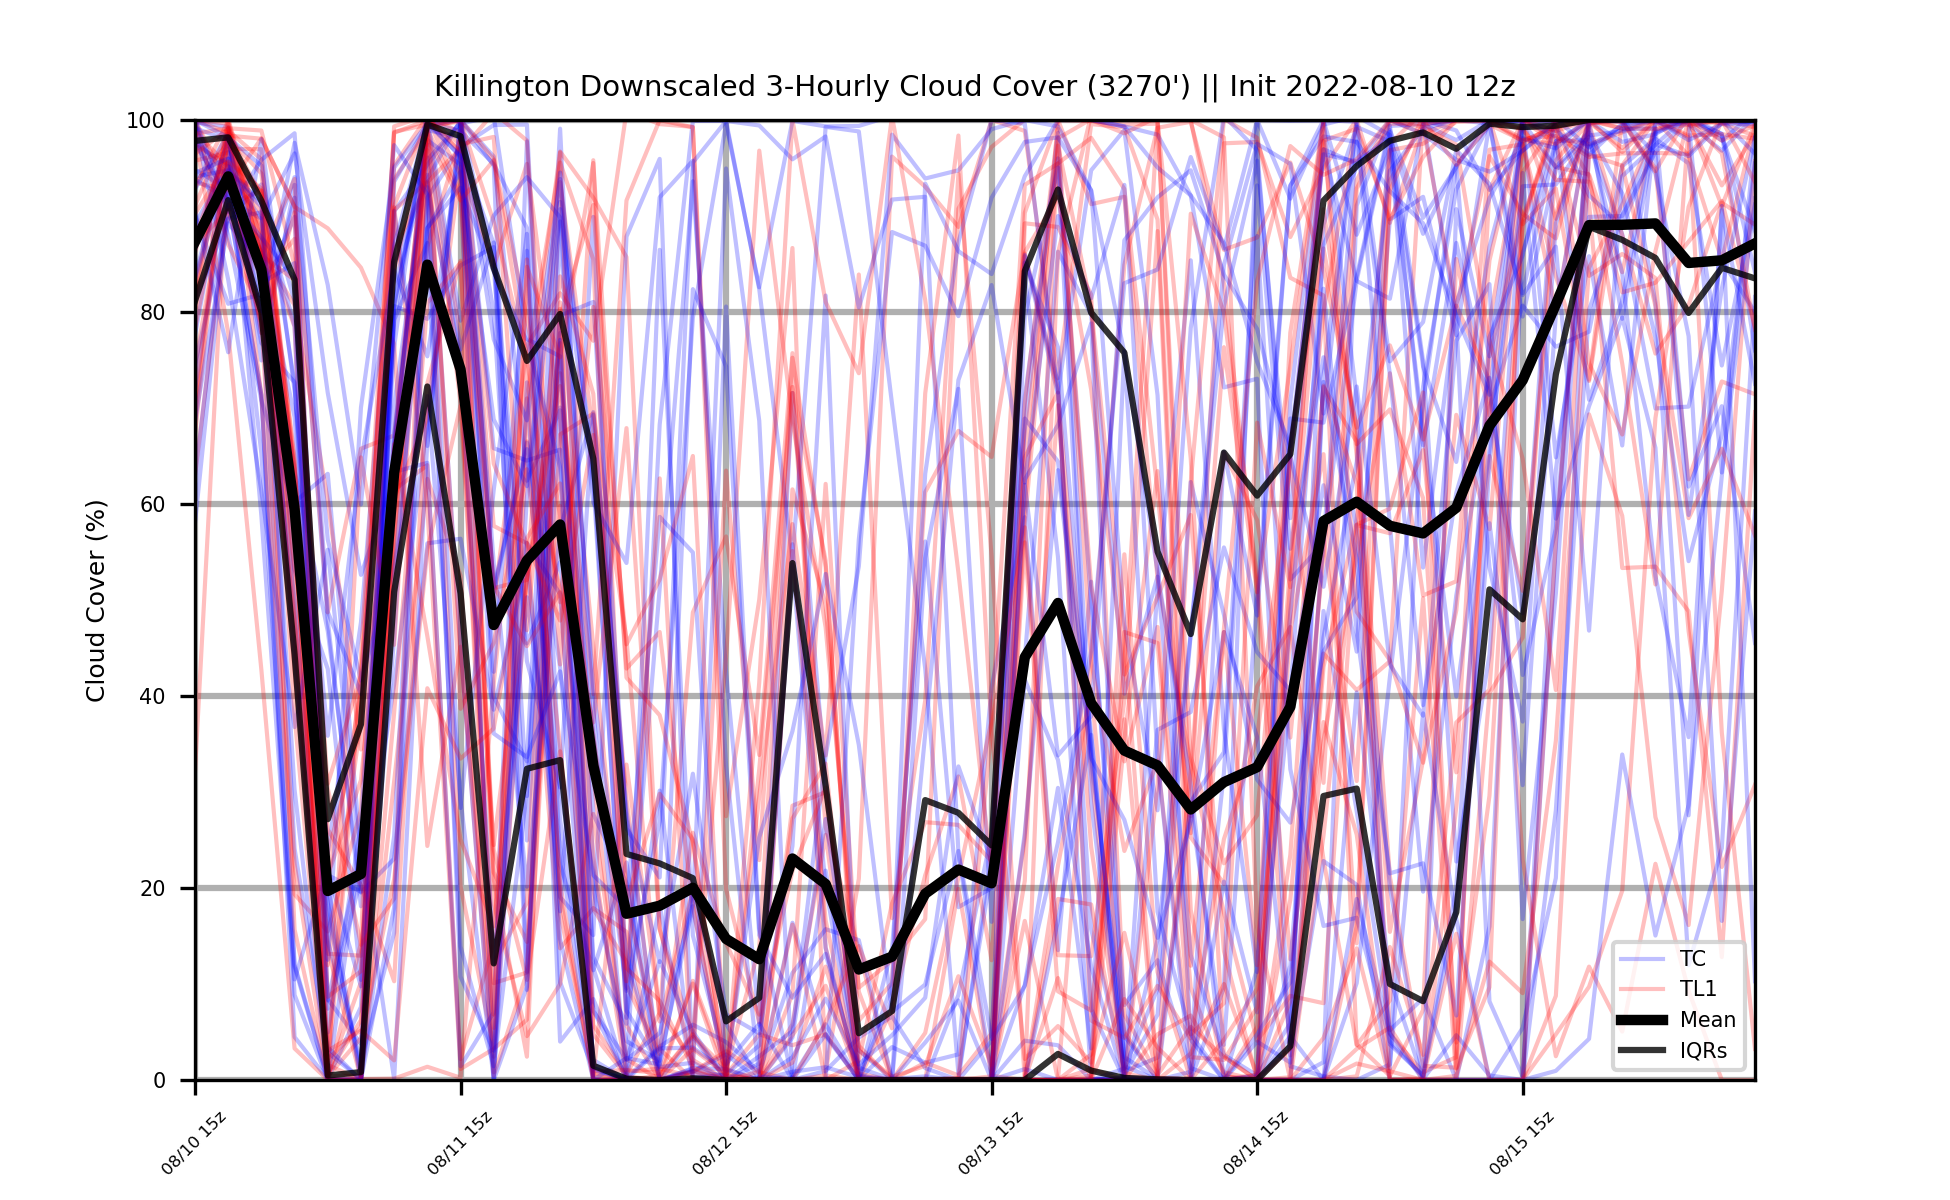 Killington Downscaled 3-Hourly Cloud Cover (3270') || Init 2022-08-10 12z
Cloud Cover (%)
100
80
60
40
20
0
08/10 15z
08/11 15z
08/12 15z
08/13 15z
08/14 15z
08/15 15z
TC
TL1
Mean
IQRs